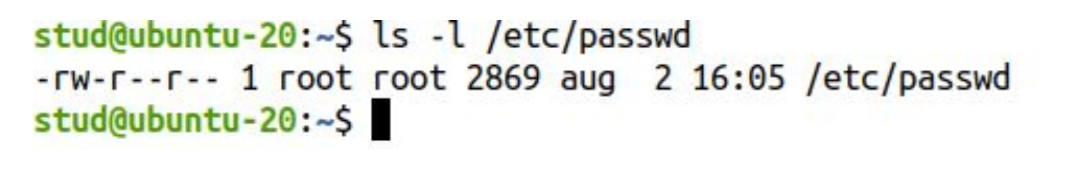 stud@ubuntu-20:~$ ls -l /etc/passwd
-rw-r--r-- 1 root root 2869 aug  2 16:05 /etc/passwd
stud@ubuntu-20:~$